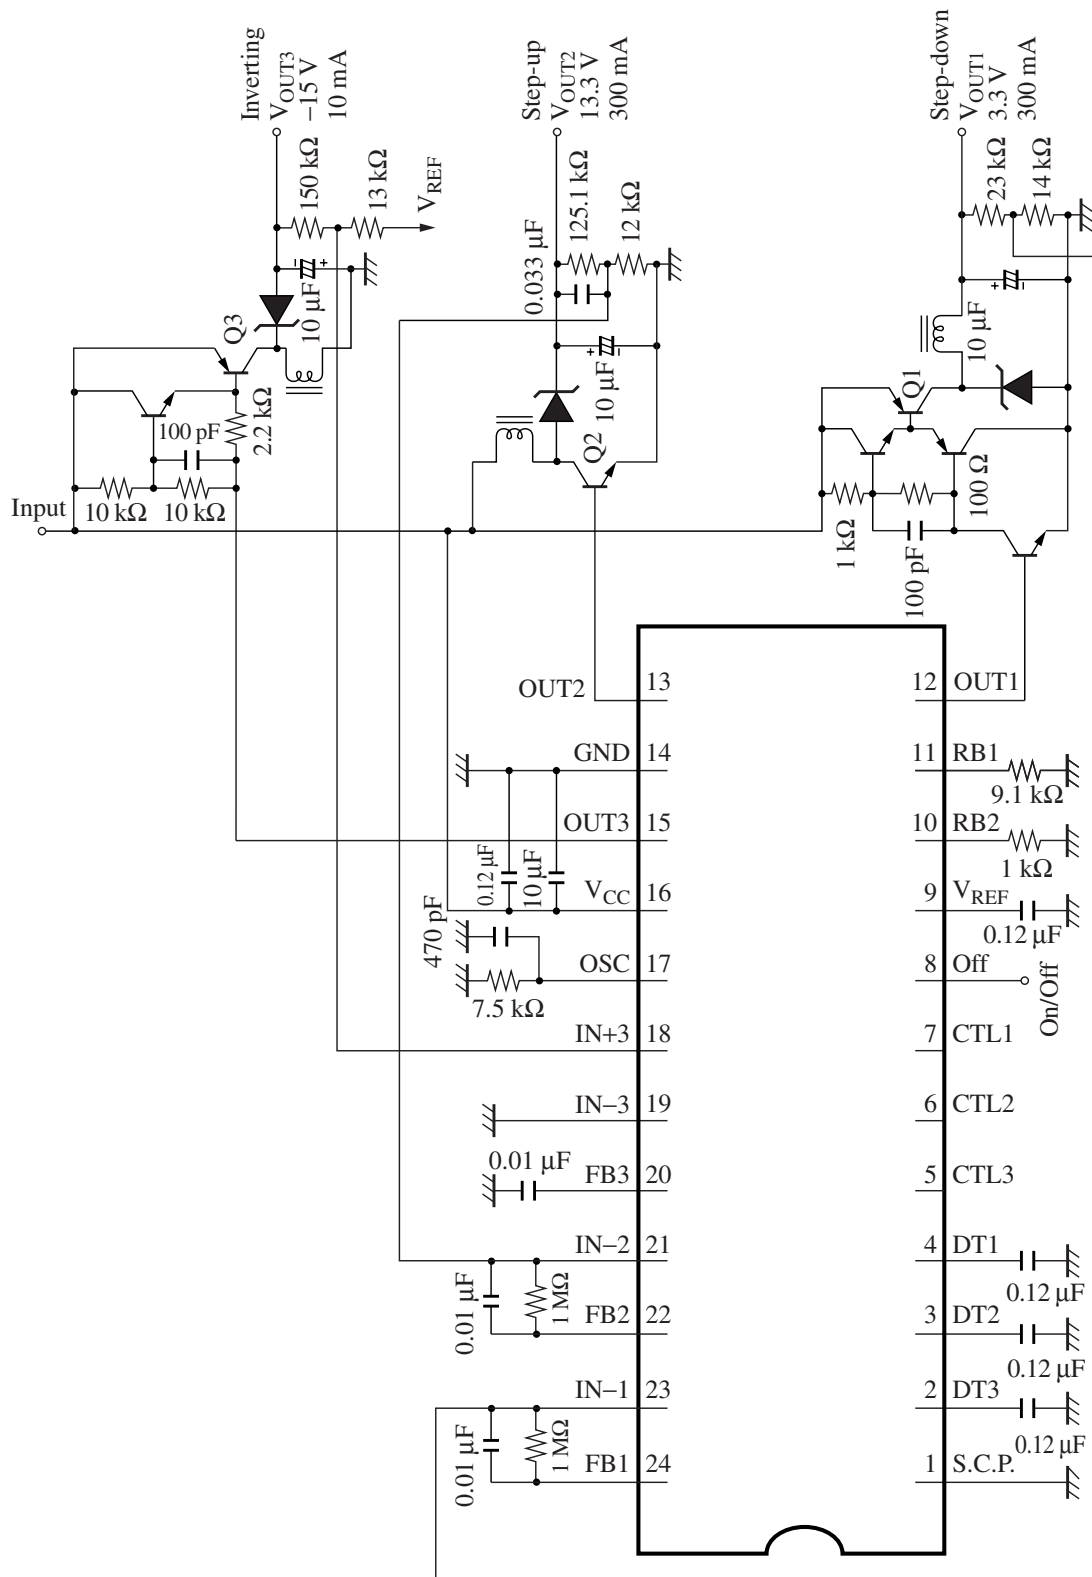 Inverting
VOUT3
−15 V
10 mA
150 kΩ
13 kΩ
VREF
Step-up
VOUT2
13.3 V
300 mA
125.1 kΩ
12 kΩ
0.033 µF
Step-down
VOUT1
3.3 V
300 mA
23 kΩ
14 kΩ
− +
10 µF
Q3
2.2 kΩ
100 pF
10 kΩ
10 kΩ
Input
+ −
10 µF
Q2
+ −
10 µF
Q1
100 Ω
1 kΩ
100 pF
OUT2
13
12
OUT1
GND
14
11
RB1
9.1 kΩ
OUT3
15
10
RB2
1 kΩ
0.12 µF
10 µF
VCC
16
9
VREF
0.12 µF
470 pF
OSC
17
8
Off
7.5 kΩ
On/Off
IN+3
18
7
CTL1
IN−3
19
6
CTL2
0.01 µF
FB3
20
5
CTL3
IN−2
21
4
DT1
0.12 µF
0.01 µF
1 MΩ
FB2
22
3
DT2
0.12 µF
IN−1
23
2
DT3
0.12 µF
0.01 µF
1 MΩ
FB1
24
1
S.C.P.